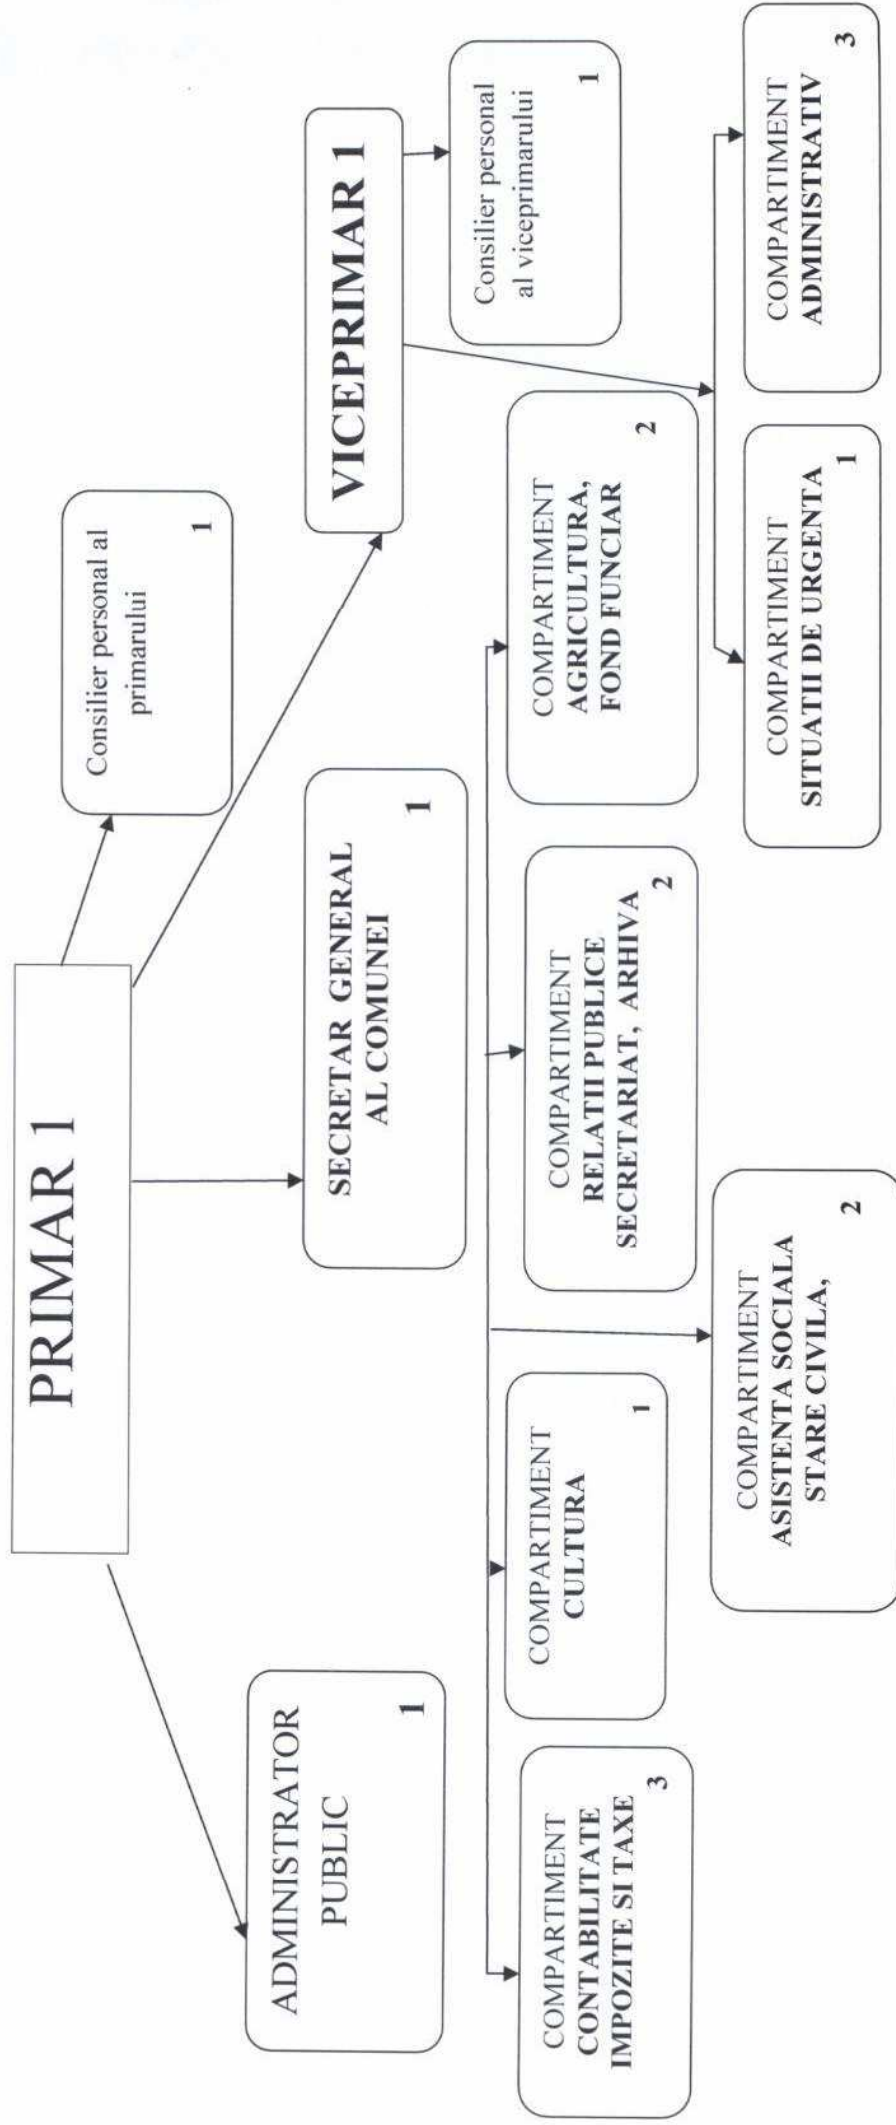 PRIMAR 1
Consilier personal al
primarului
1
VICEPRIMAR 1
Consilier personal
al viceprimarului
1
ADMINISTRATOR
PUBLIC
1
SECRETAR GENERAL
AL COMUNEI
1
COMPARTIMENT
CONTABILITATE
IMPOZITE SI TAXE
3
COMPARTIMENT
CULTURA
1
COMPARTIMENT
RELATII PUBLICE
SECRETARIAT, ARHIVA
2
COMPARTIMENT
AGRICULTURA,
FOND FUNCIAR
2
COMPARTIMENT
ASISTENTA SOCIALA
STARE CIVILA,
2
COMPARTIMENT
SITUATII DE URGENTA
1
COMPARTIMENT
ADMINISTRATIV
3